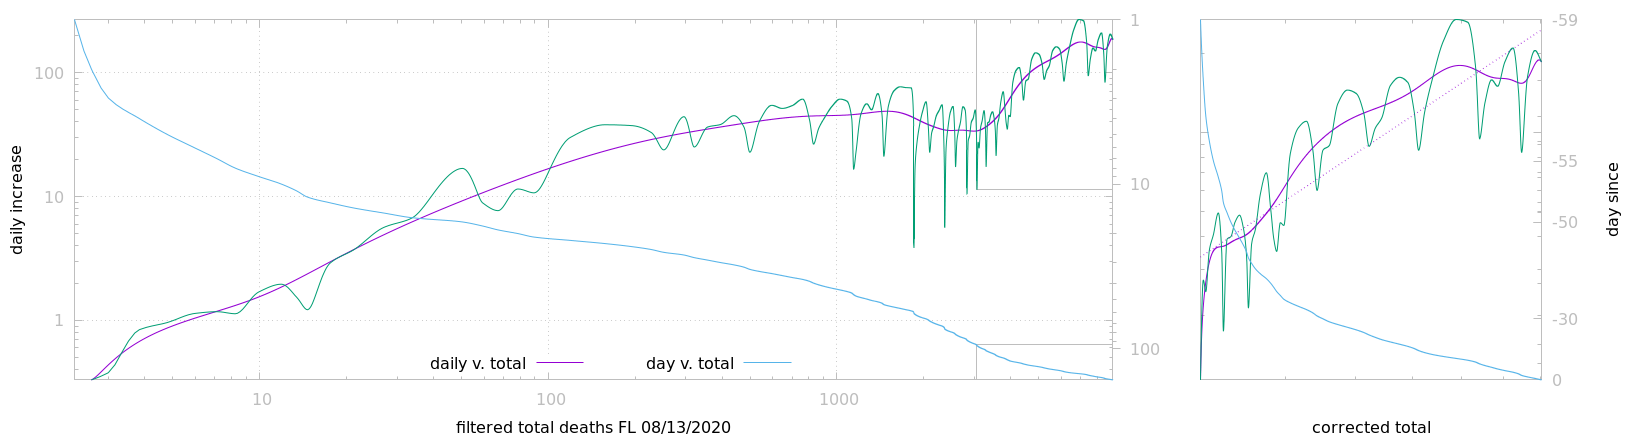 100
10
1
daily increase
daily v. total
day v. total
10
100
1000
1
10
100
filtered total deaths FL 08/13/2020
-59
-55
-50
-30
0
day since
corrected total